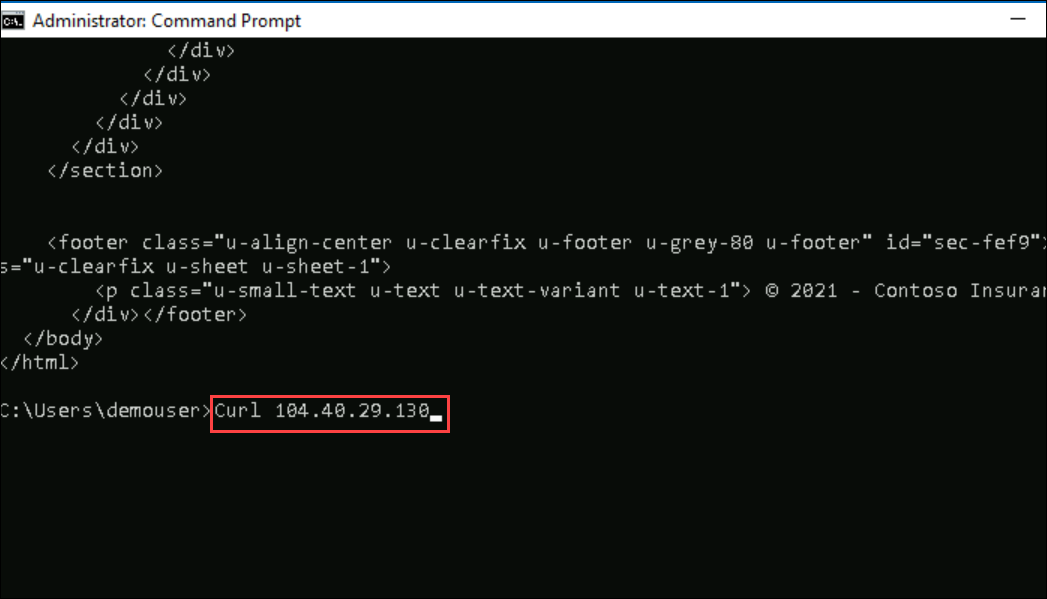 Administrator: Command Prompt
</div>
</div>
</div>
</div>
</div>
</section>
<footer class="u-align-center u-clearfix u-footer u-grey-80 u-footer" id="sec-fef9">
s="u-clearfix u-sheet u-sheet-1">
<p class="u-small-text u-text u-text-variant u-text-1"> © 2021 - Contoso Insuran
</div></footer>
</body>
</html>
C:\Users\demouser>Curl 104.40.29.130